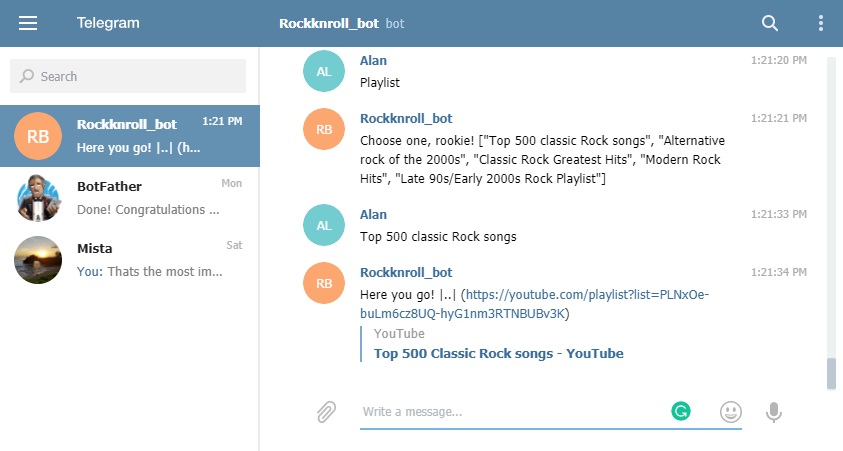 Telegram
Rockknroll_bot bot
Search
Rockknroll_bot 1:21 PM
Here you go! |..| (h...
BotFather Mon
Done! Congratulations ...
Mista Sat
You: Thats the most im...
AL
Alan 1:21:20 PM
Playlist
RB
Rockknroll_bot 1:21:21 PM
Choose one, rookie! ["Top 500 classic Rock songs", "Alternative
rock of the 2000s", "Classic Rock Greatest Hits", "Modern Rock
Hits", "Late 90s/Early 2000s Rock Playlist"]
AL
Alan 1:21:33 PM
Top 500 classic Rock songs
RB
Rockknroll_bot 1:21:34 PM
Here you go! |..| (https://youtube.com/playlist?list=PLNxOe-
buLm6cz8UQ-hyG1nm3RTNBUBv3K)
YouTube
Top 500 Classic Rock songs - YouTube
Write a message...
RB